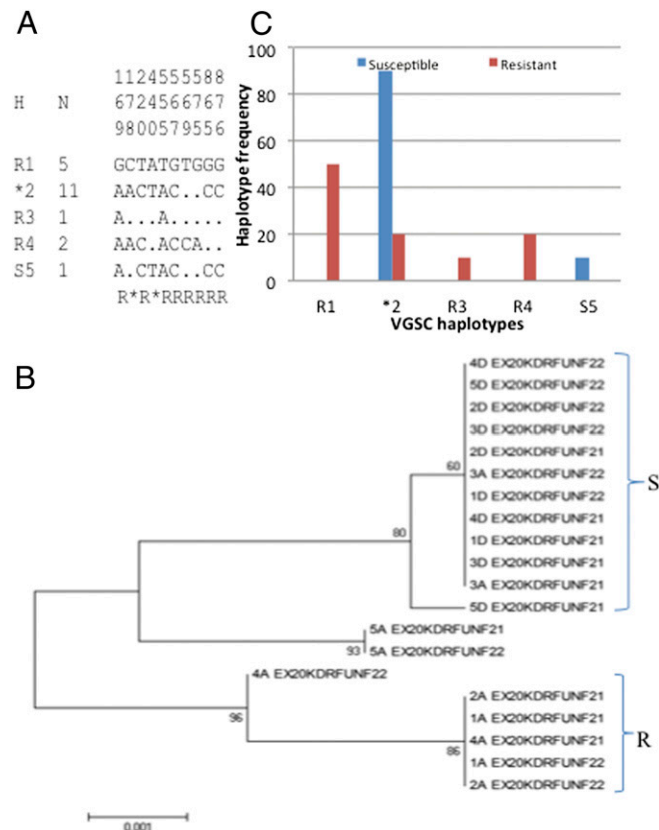 A
1124555588
H N 6724566767
9800579556
R1 5 GCTATGTGGG
*2 11 AACTAC..CC
R3 1 A...A.....
R4 2 AAC.ACCA..
S5 1 A.CTAC..CC
R*R*RRRRRR
C
Susceptible Resistant
Haplotype frequency
100
80
60
40
20
0
R1 *2 R3 R4 S5
VGSC haplotypes
B
4D EX20KDRFUNF22
5D EX20KDRFUNF22
2D EX20KDRFUNF22
3D EX20KDRFUNF22
2D EX20KDRFUNF21
60 3A EX20KDRFUNF22
1D EX20KDRFUNF22
4D EX20KDRFUNF21
1D EX20KDRFUNF21
80 3D EX20KDRFUNF21
3A EX20KDRFUNF21
5D EX20KDRFUNF21
S
5A EX20KDRFUNF21
93 5A EX20KDRFUNF22
4A EX20KDRFUNF22
96 2A EX20KDRFUNF21
1A EX20KDRFUNF21
4A EX20KDRFUNF21
86 1A EX20KDRFUNF22
2A EX20KDRFUNF22
R
0.001